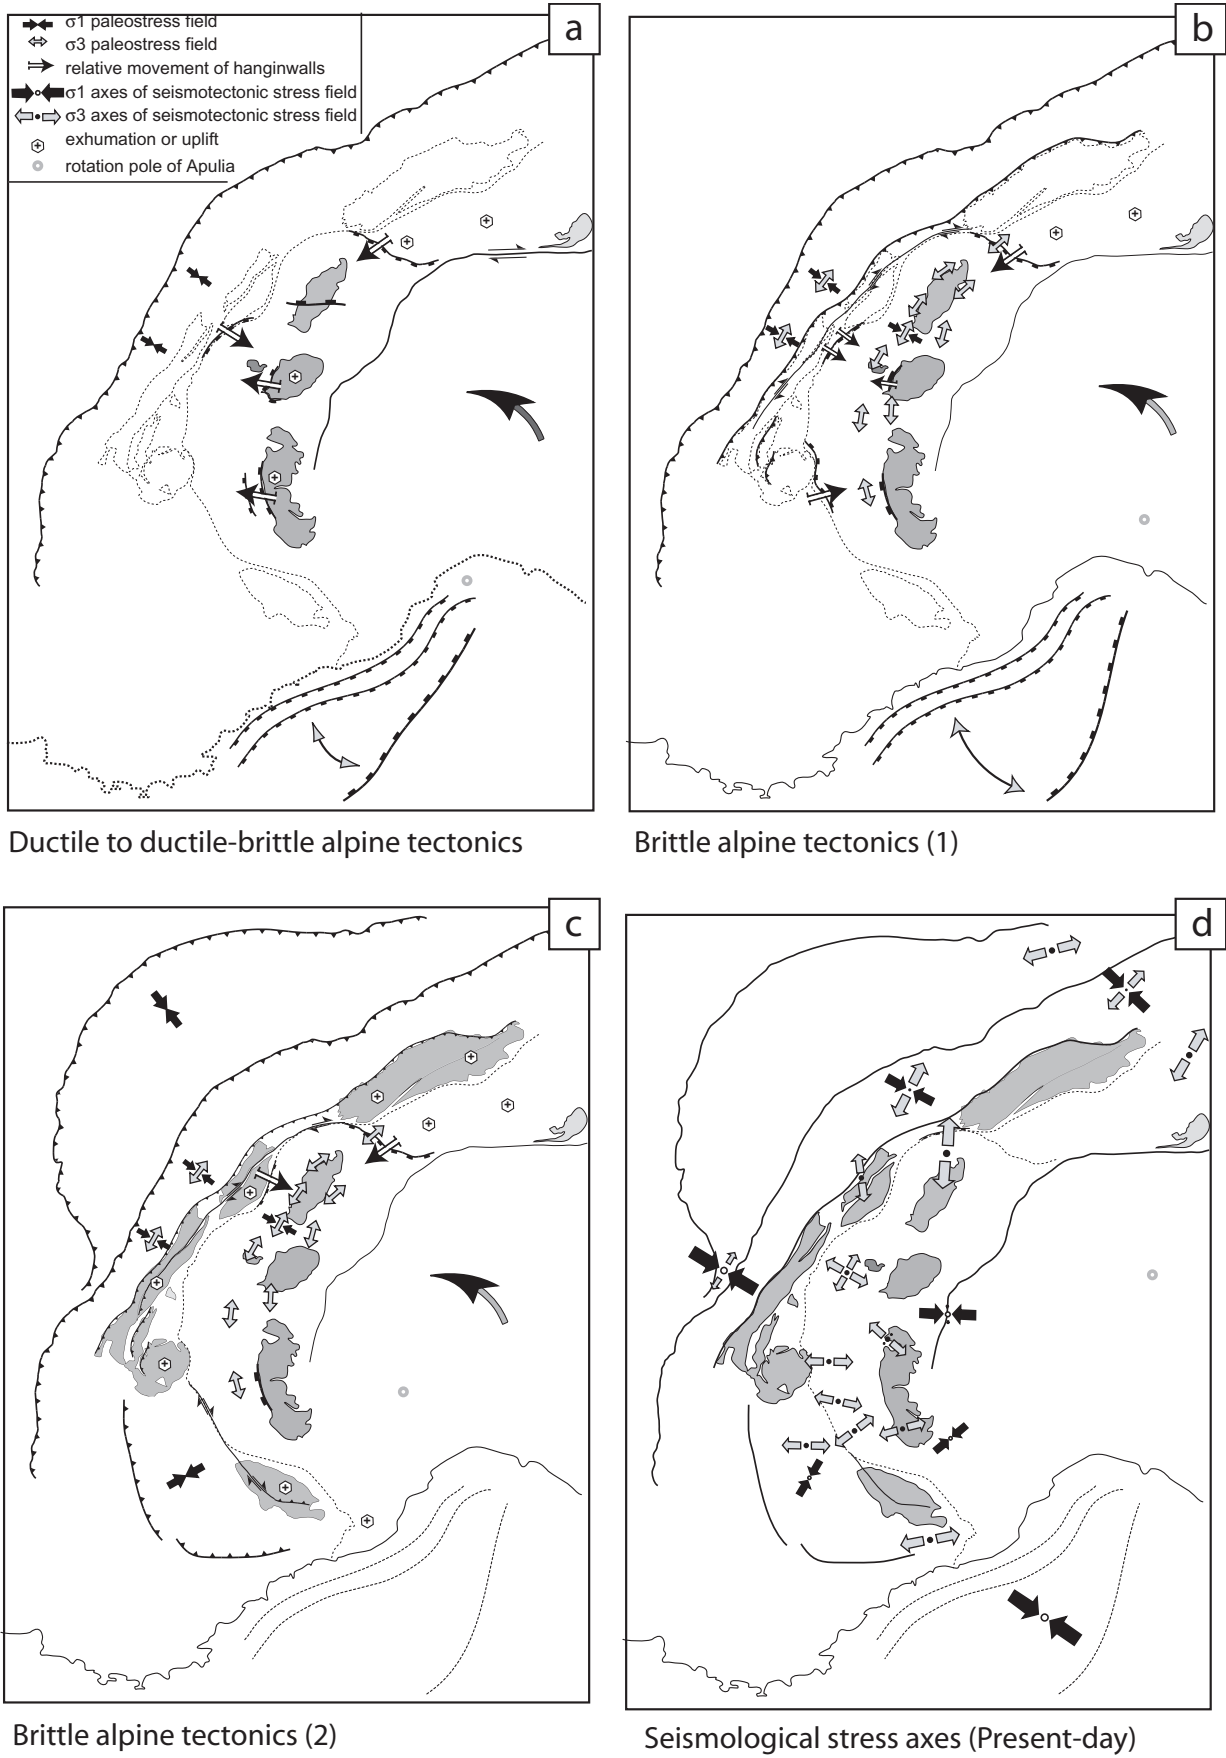 a
σ1 paleostress field
σ3 paleostress field
relative movement of hanginwalls
σ1 axes of seismotectonic stress field
σ3 axes of seismotectonic stress field
exhumation or uplift
rotation pole of Apulia
b
Ductile to ductile-brittle alpine tectonics
Brittle alpine tectonics (1)
c
d
Brittle alpine tectonics (2)
Seismological stress axes (Present-day)